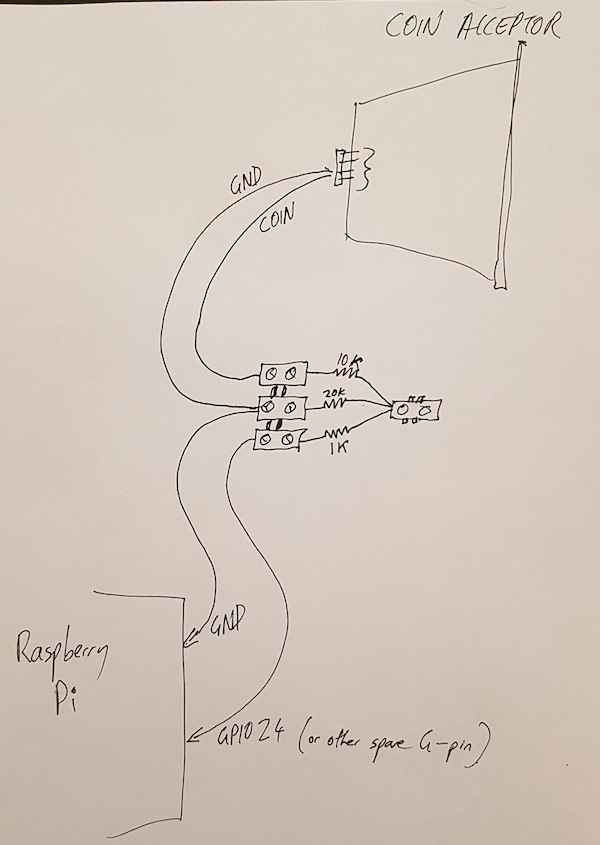 COIN ACCEPTOR
GND
COIN
10K
20K
1K
GND
Raspberry
Pi
GPIO24 (or other spare G-pin)